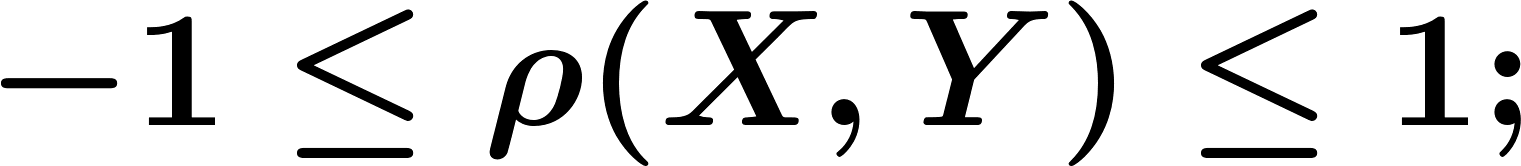 −1 ≤ ρ(X, Y) ≤ 1;